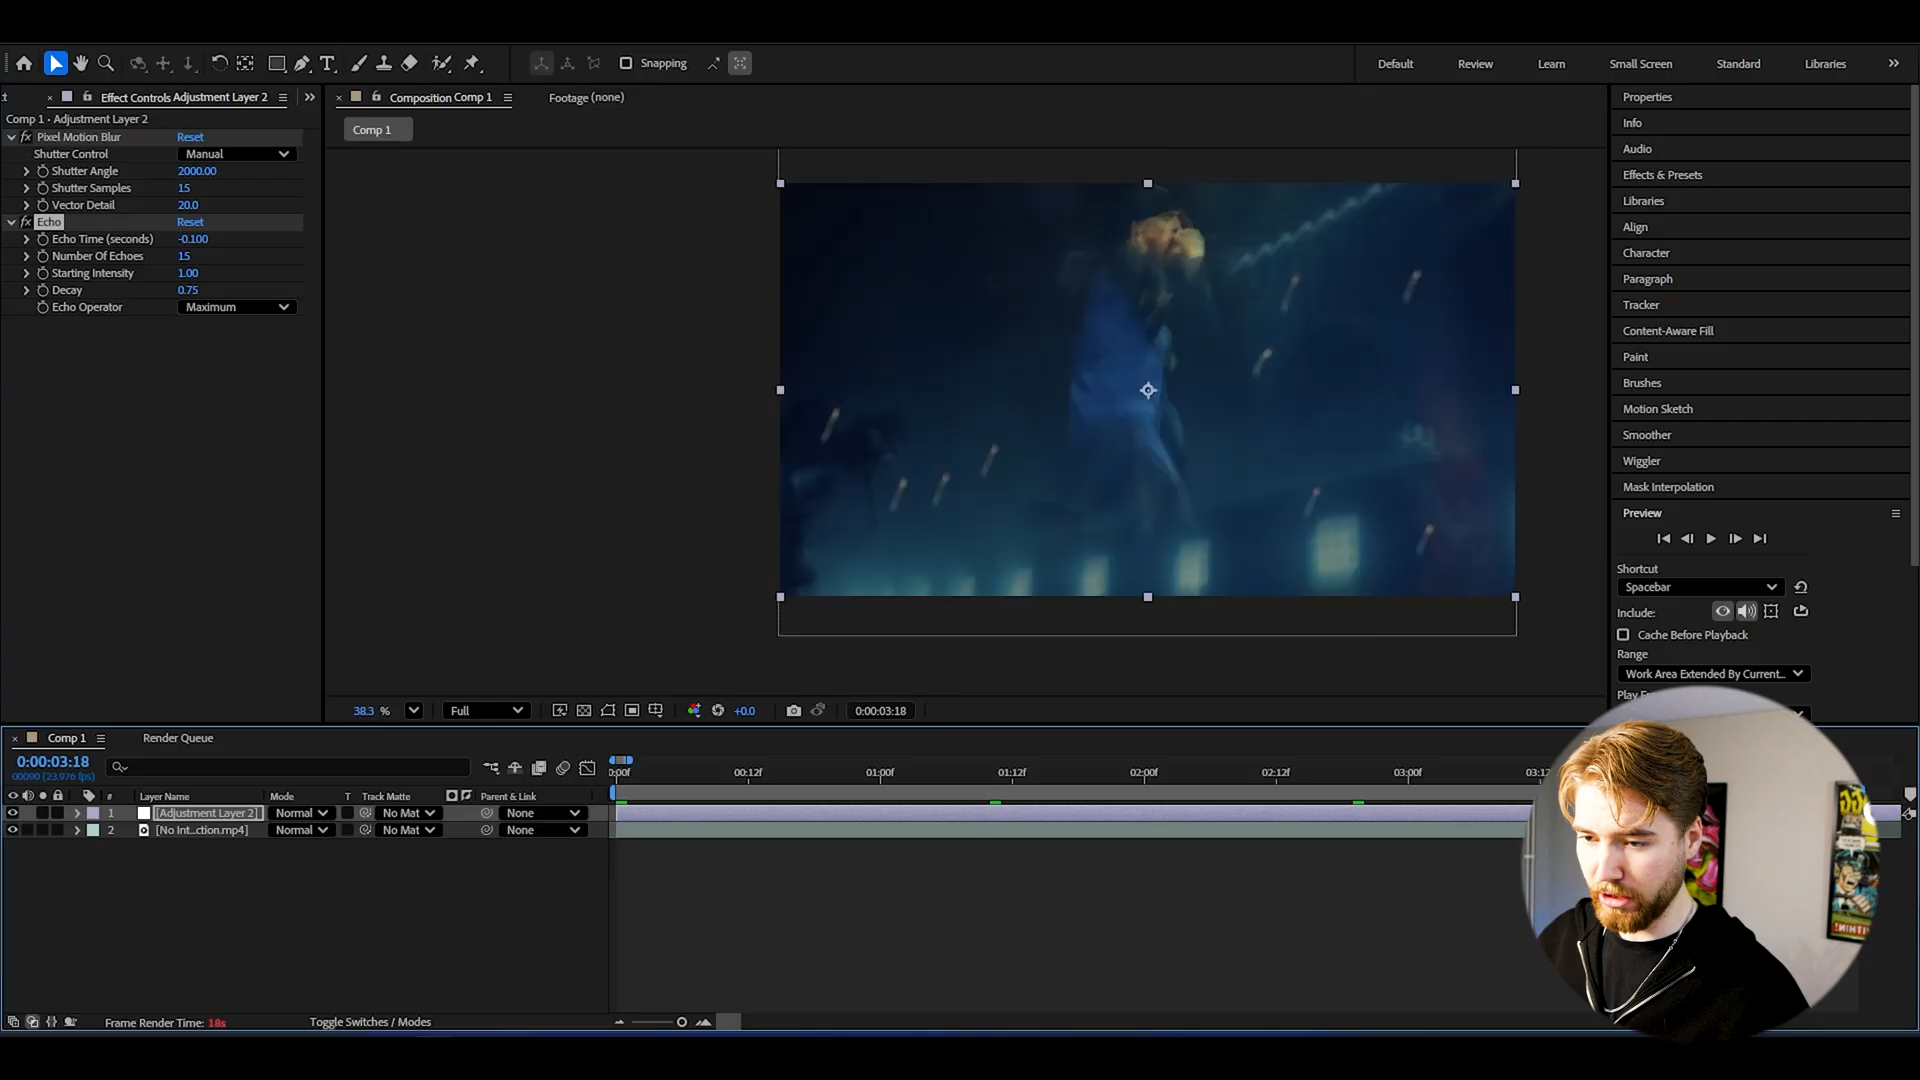 Snapping
Default
Review
Learn
Small Screen
Standard
Libraries
Effect Controls Adjustment Layer 2
Composition Comp 1
Footage (none)
Comp 1 · Adjustment Layer 2
Comp 1
fx Pixel Motion Blur Reset
Shutter Control Manual
Shutter Angle 2000.00
Shutter Samples 15
Vector Detail 20.0
fx Echo Reset
Echo Time (seconds) -0.100
Number Of Echoes 15
Starting Intensity 1.00
Decay 0.75
Echo Operator Maximum
Properties
Info
Audio
Effects & Presets
Libraries
Align
Character
Paragraph
Tracker
Content-Aware Fill
Paint
Brushes
Motion Sketch
Smoother
Wiggler
Mask Interpolation
Preview
Shortcut
Spacebar
Include:
Cache Before Playback
Range
Work Area Extended By Current...
38.3 %
Full
+0.0
0:00:03:18
Comp 1
Render Queue
0:00:03:18
00090 (23.976 fps)
0:00f 00:12f 01:00f 01:12f 02:00f 02:12f 03:00f
# Layer Name Mode T Track Matte Parent & Link
1 [Adjustment Layer 2] Normal No Mat None
2 [No Int...ction.mp4] Normal No Mat None
Frame Render Time: 18s
Toggle Switches / Modes